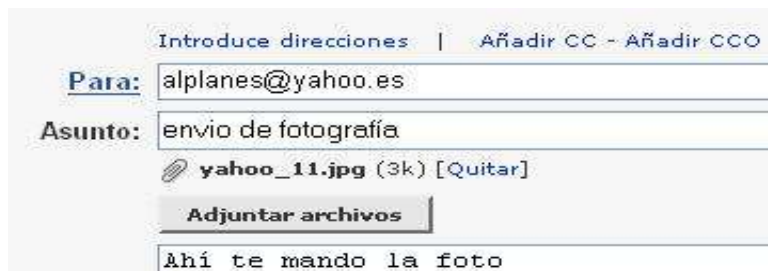 Introduce direcciones | Añadir CC - Añadir CCO
Para: alplanes@yahoo.es
Asunto: envio de fotografía
yahoo_11.jpg (3k) [Quitar]
Adjuntar archivos
Ahí te mando la foto